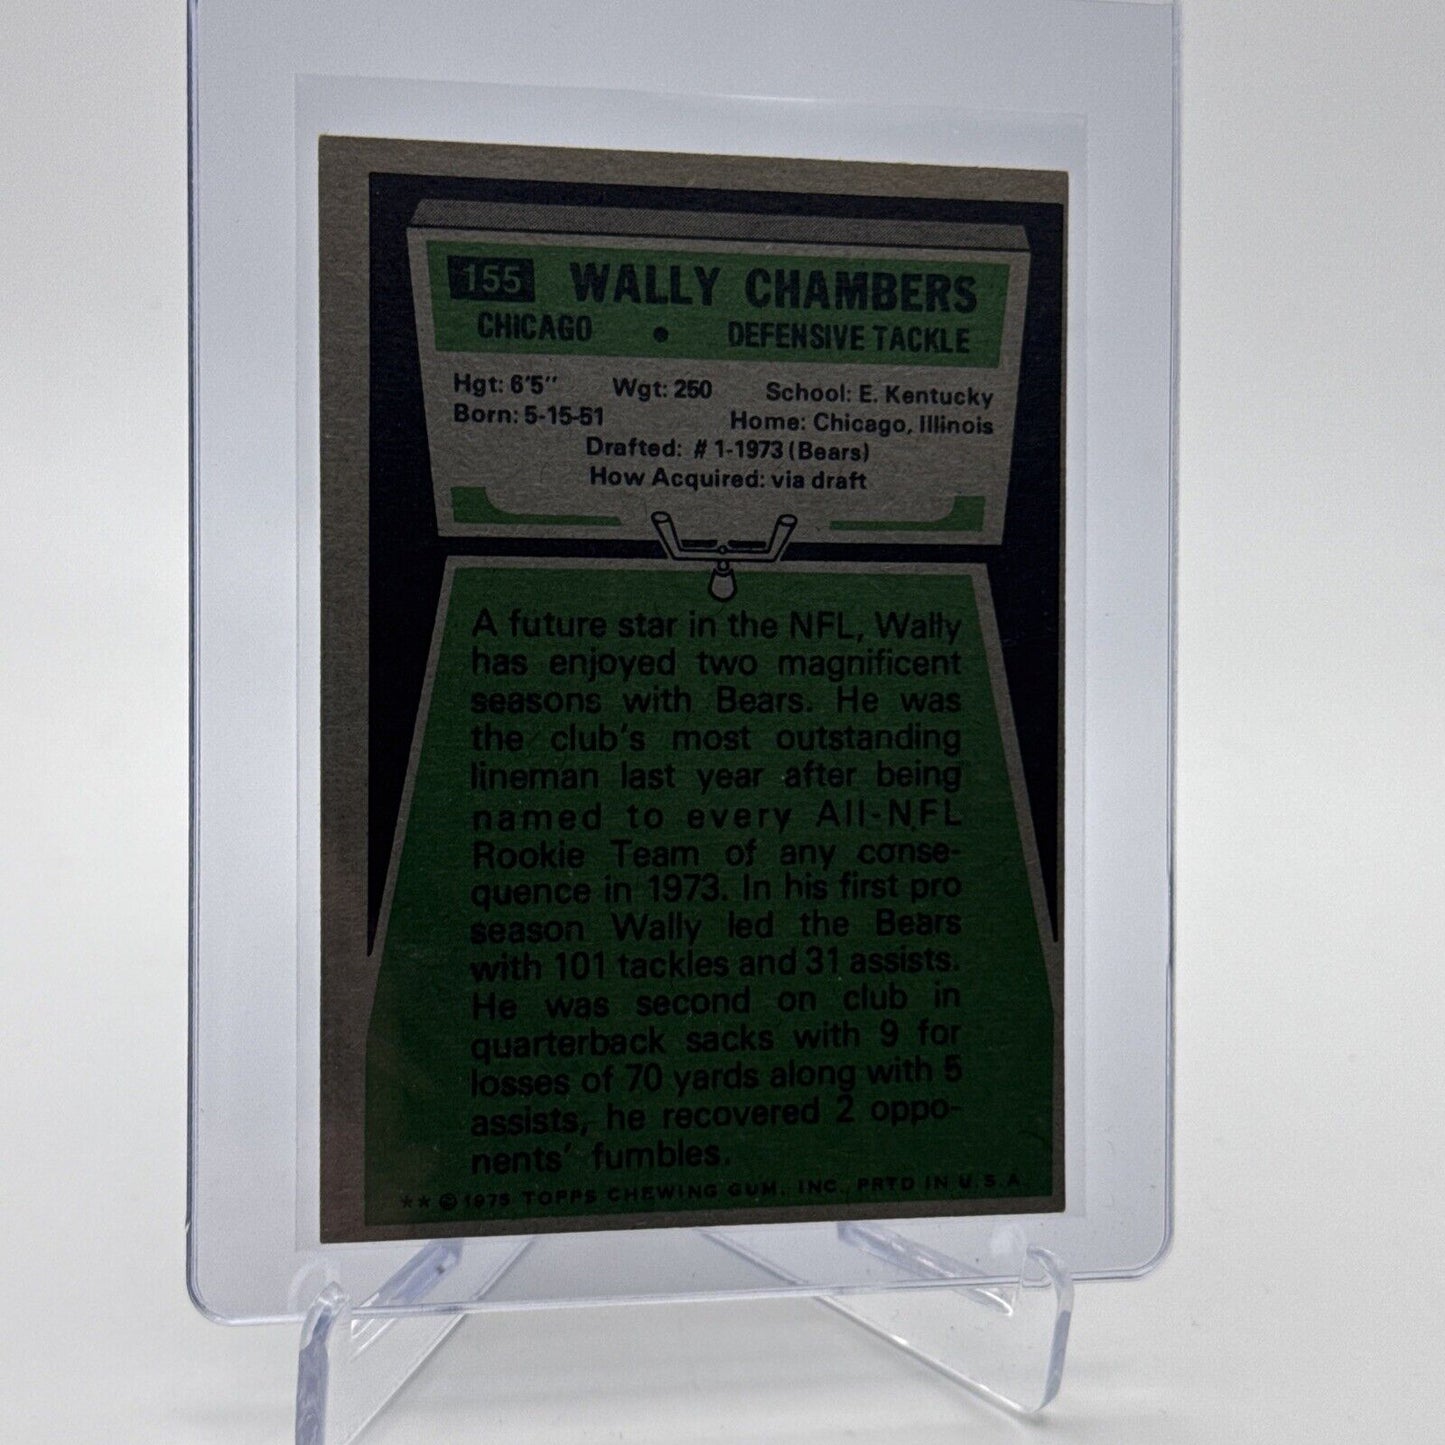 155 WALLY CHAMBERS
CHICAGO • DEFENSIVE TACKLE
Hgt: 6'5" Wgt: 250 School: E. Kentucky
Born: 5-15-51 Home: Chicago, Illinois
Drafted: # 1-1973 (Bears)
How Acquired: via draft
A future star in the NFL, Wally
has enjoyed two magnificent
seasons with Bears. He was
the club's most outstanding
lineman last year after being
named to every All-NFL
Rookie Team of any conse-
quence in 1973. In his first pro
season Wally led the Bears
with 101 tackles and 31 assists.
He was second on club in
quarterback sacks with 9 for
losses of 70 yards along with 5
assists, he recovered 2 oppo-
nents' fumbles.
** © 1975 TOPPS CHEWING GUM, INC. PRTD IN U.S.A.